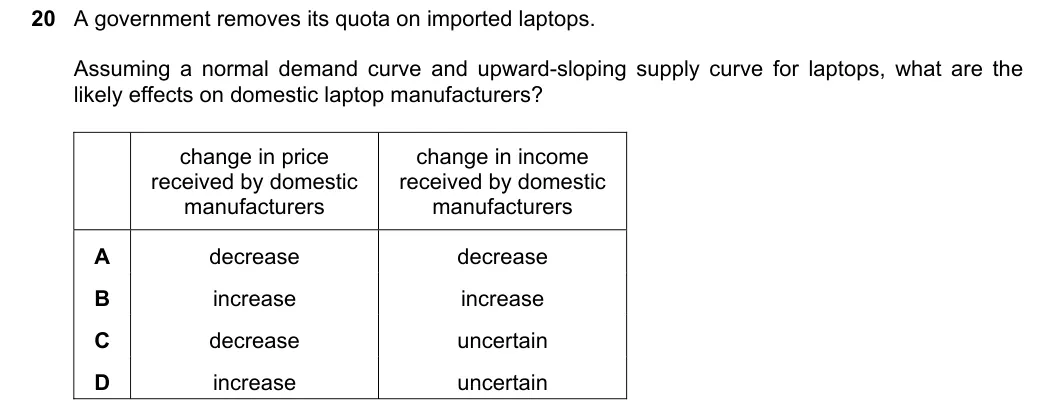 20 A government removes its quota on imported laptops.
Assuming a normal demand curve and upward-sloping supply curve for laptops, what are the
likely effects on domestic laptop manufacturers?
change in price received by domestic manufacturers change in income received by domestic manufacturers
A decrease decrease
B increase increase
C decrease uncertain
D increase uncertain